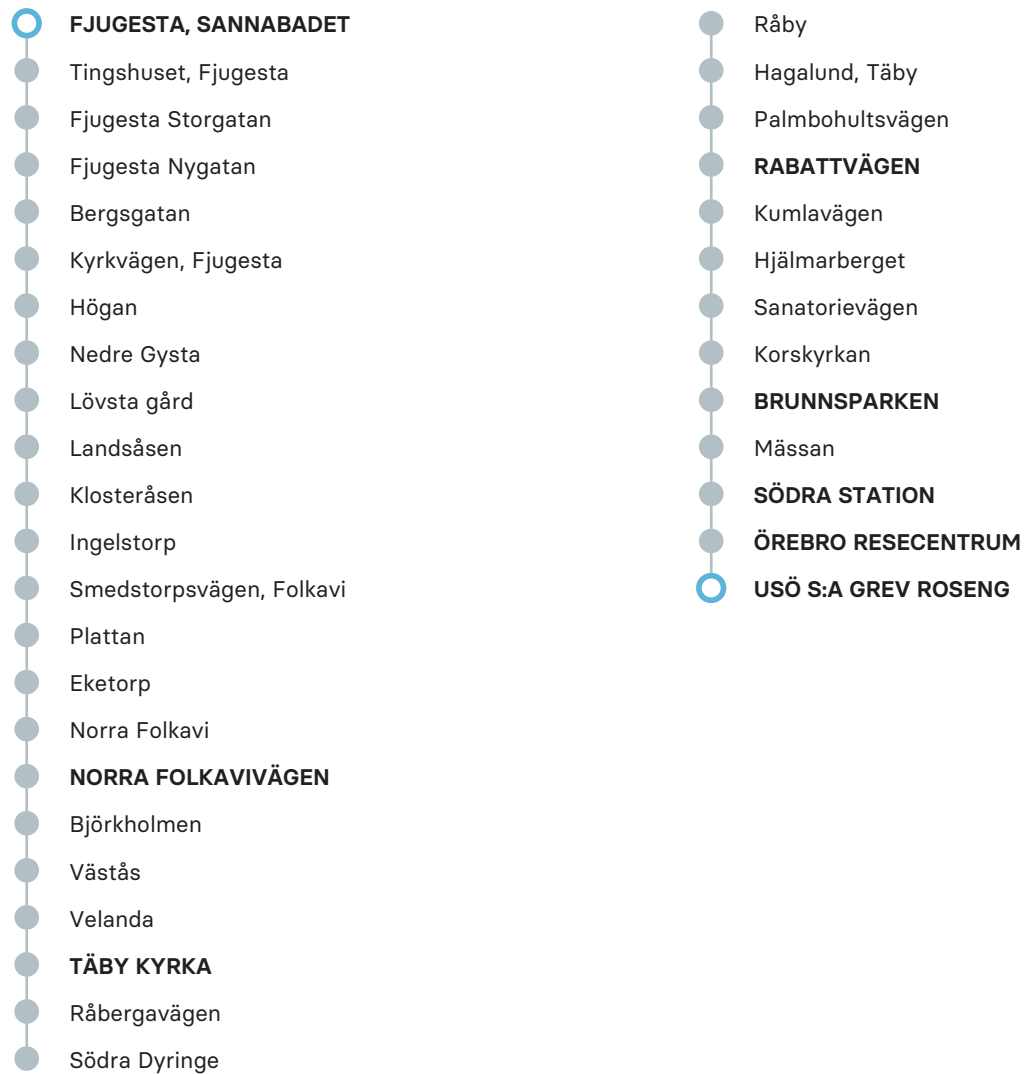 FJUGESTA, SANNABADET
Tingshuset, Fjugesta
Fjugesta Storgatan
Fjugesta Nygatan
Bergsgatan
Kyrkvägen, Fjugesta
Högan
Nedre Gysta
Lövsta gård
Landsåsen
Klosteråsen
Ingelstorp
Smedstorpsvägen, Folkavi
Plattan
Eketorp
Norra Folkavi
NORRA FOLKAVIVÄGEN
Björkholmen
Västås
Velanda
TÄBY KYRKA
Råbergavägen
Södra Dyringe
Råby
Hagalund, Täby
Palmbohultsvägen
RABATTVÄGEN
Kumlavägen
Hjälmarberget
Sanatorievägen
Korskyrkan
BRUNNSPARKEN
Mässan
SÖDRA STATION
ÖREBRO RESECENTRUM
USÖ S:A GREV ROSENG